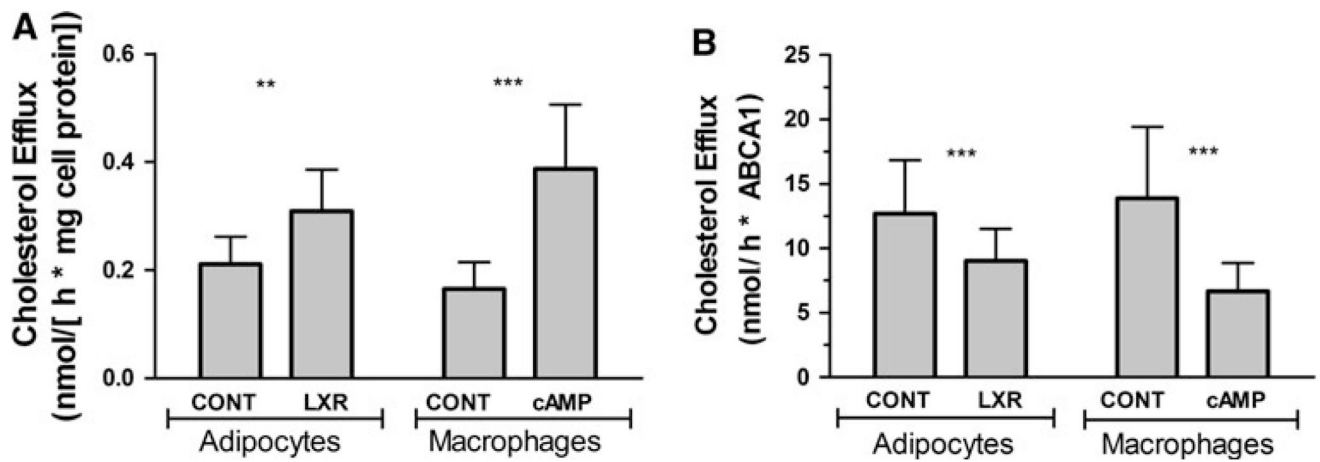 A
Cholesterol Efflux
(nmol/[ h * mg cell protein])
0.6
0.4
0.2
0.0
**
***
CONT LXR CONT cAMP
Adipocytes Macrophages
B
Cholesterol Efflux
(nmol/ h * ABCA1)
25
20
15
10
5
0
***
***
CONT LXR CONT cAMP
Adipocytes Macrophages